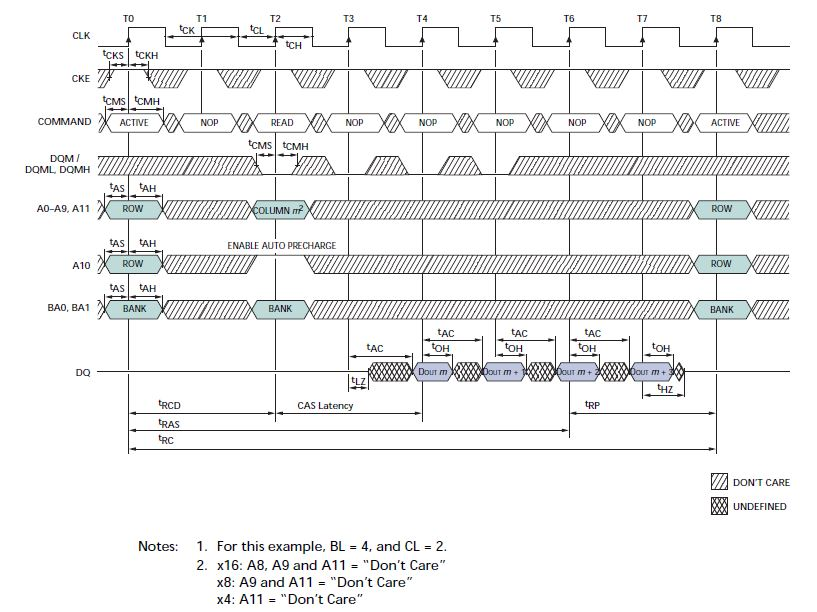 T0 T1 T2 T3 T4 T5 T6 T7 T8
CLK tCK tCL tCH
tCKS tCKH
CKE
tCMS tCMH
COMMAND ACTIVE NOP READ NOP NOP NOP NOP NOP ACTIVE
tCMS tCMH
DQM /
DQML, DQMH
tAS tAH
A0–A9, A11 ROW COLUMN m2 ROW
ENABLE AUTO PRECHARGE
tAS tAH
A10 ROW ROW
tAS tAH
BA0, BA1 BANK BANK BANK
tAC tAC tAC tAC
tOH tOH tOH tOH
DQ DOUT m DOUT m + 1 DOUT m + 2 DOUT m + 3
tLZ tHZ
tRCD CAS Latency tRP
tRAS
tRC
DON'T CARE
UNDEFINED
Notes: 1. For this example, BL = 4, and CL = 2.
2. x16: A8, A9 and A11 = “Don’t Care”
x8: A9 and A11 = “Don’t Care”
x4: A11 = “Don’t Care”